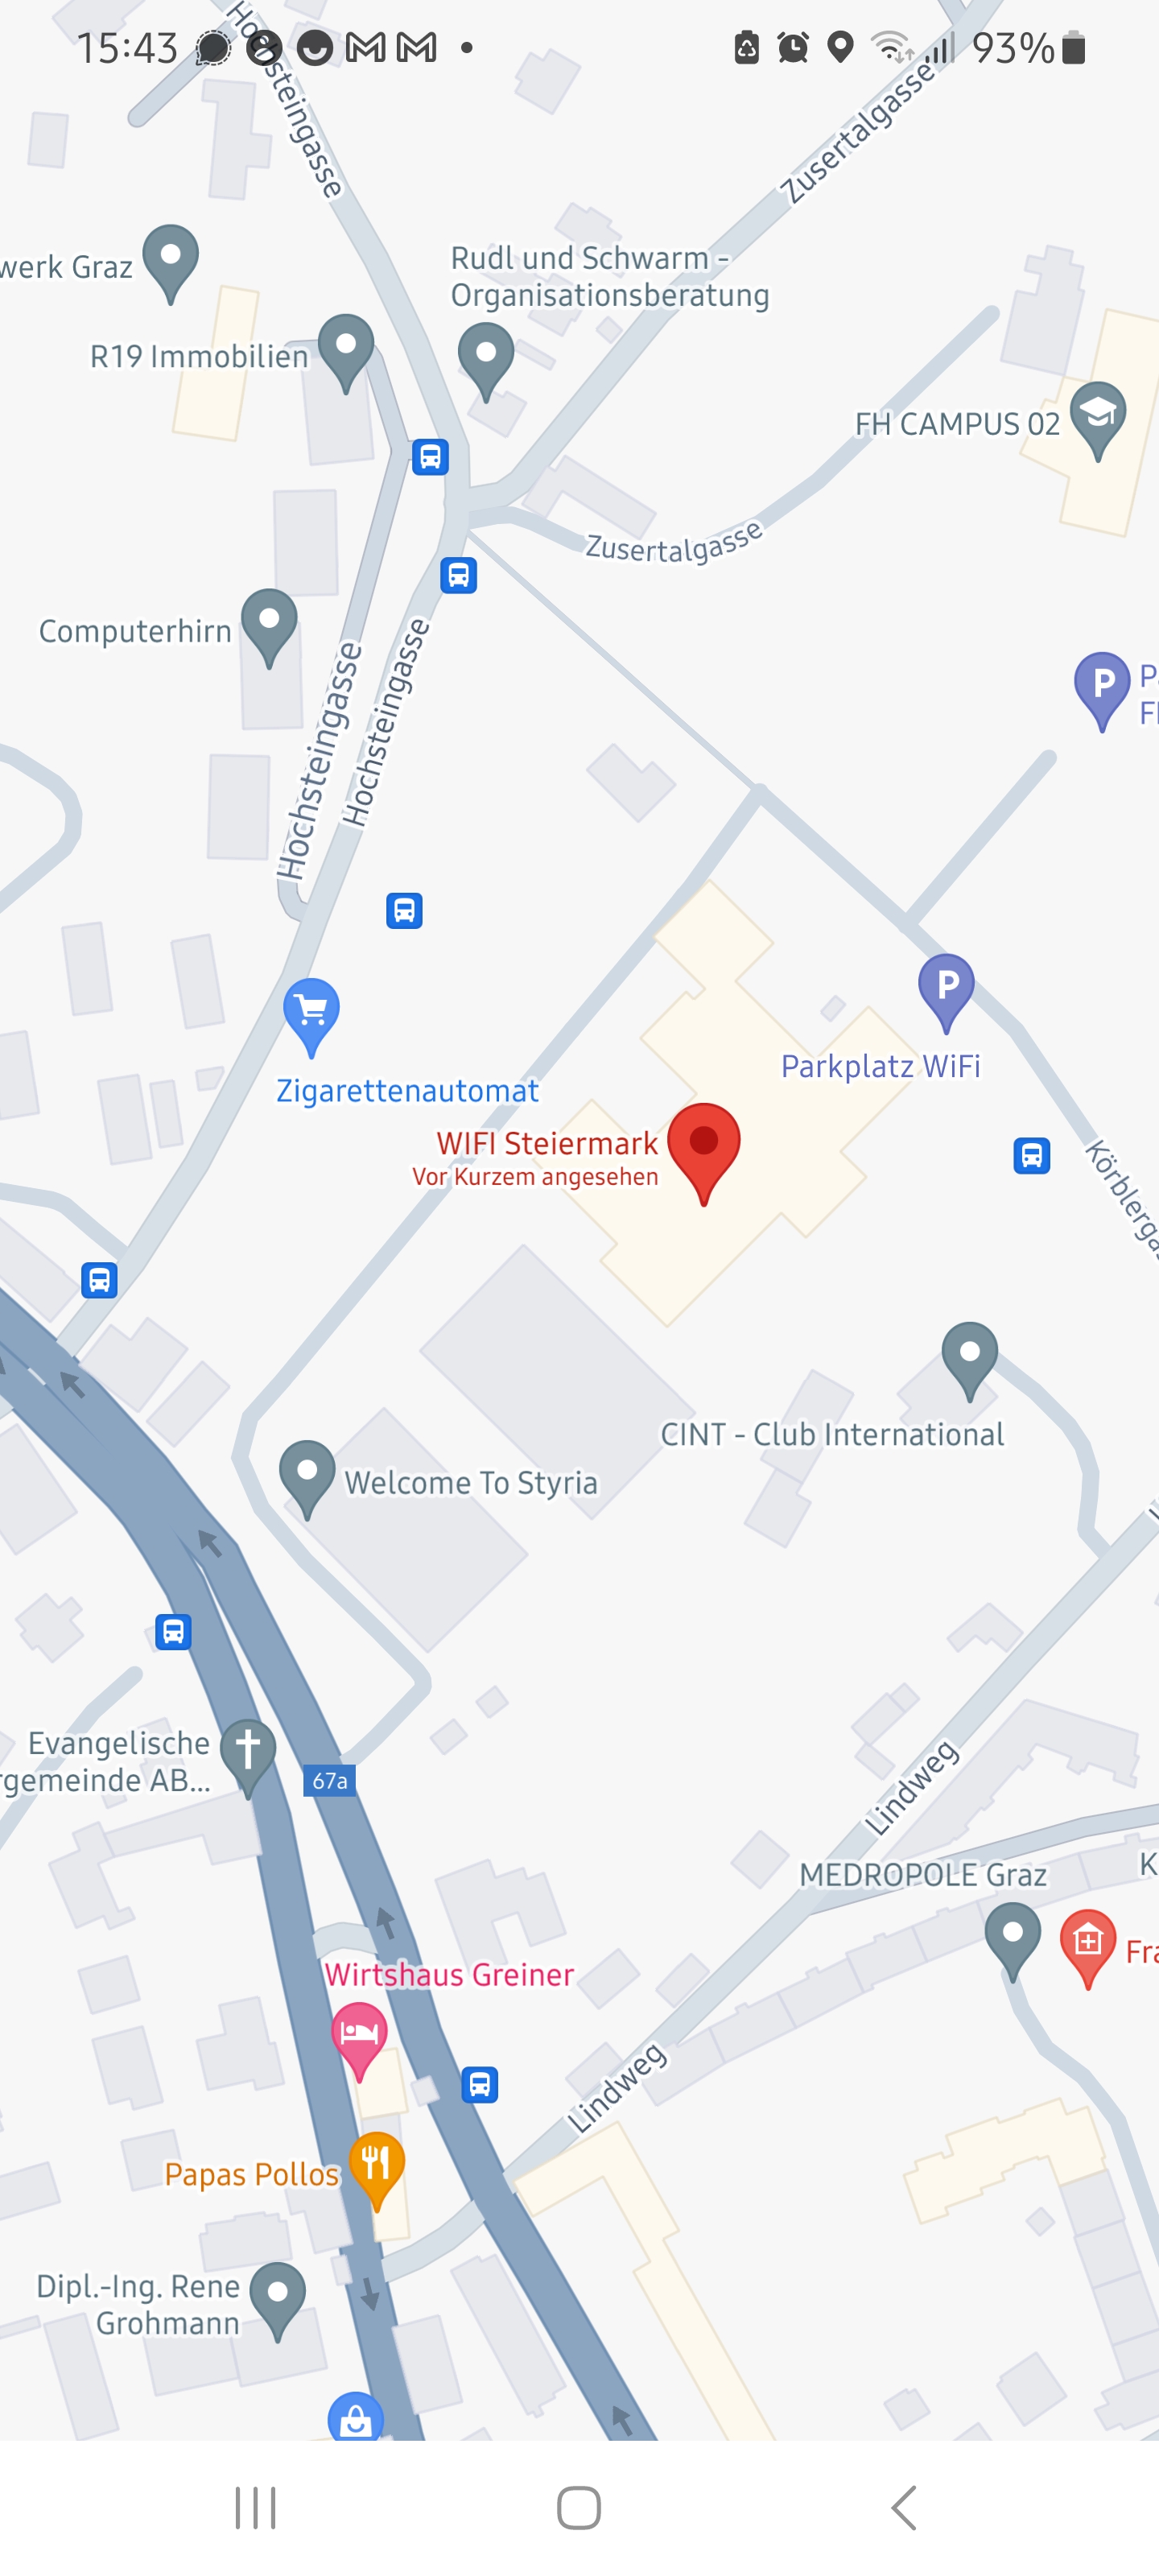 15:43
93%
Hochsteingasse
Zusertalgasse
werk Graz
Rudl und Schwarm -
Organisationsberatung
R19 Immobilien
FH CAMPUS 02
Zusertalgasse
Computerhirn
Hochsteingasse
Hochsteingasse
P
P
Zigarettenautomat
Parkplatz WiFi
WIFI Steiermark
Vor Kurzem angesehen
Körblerga
CINT - Club International
Welcome To Styria
Evangelische
rgemeinde AB...
67a
Lindweg
MEDROPOLE Graz
K
Fra
Wirtshaus Greiner
Lindweg
Papas Pollos
Dipl.-Ing. Rene
Grohmann